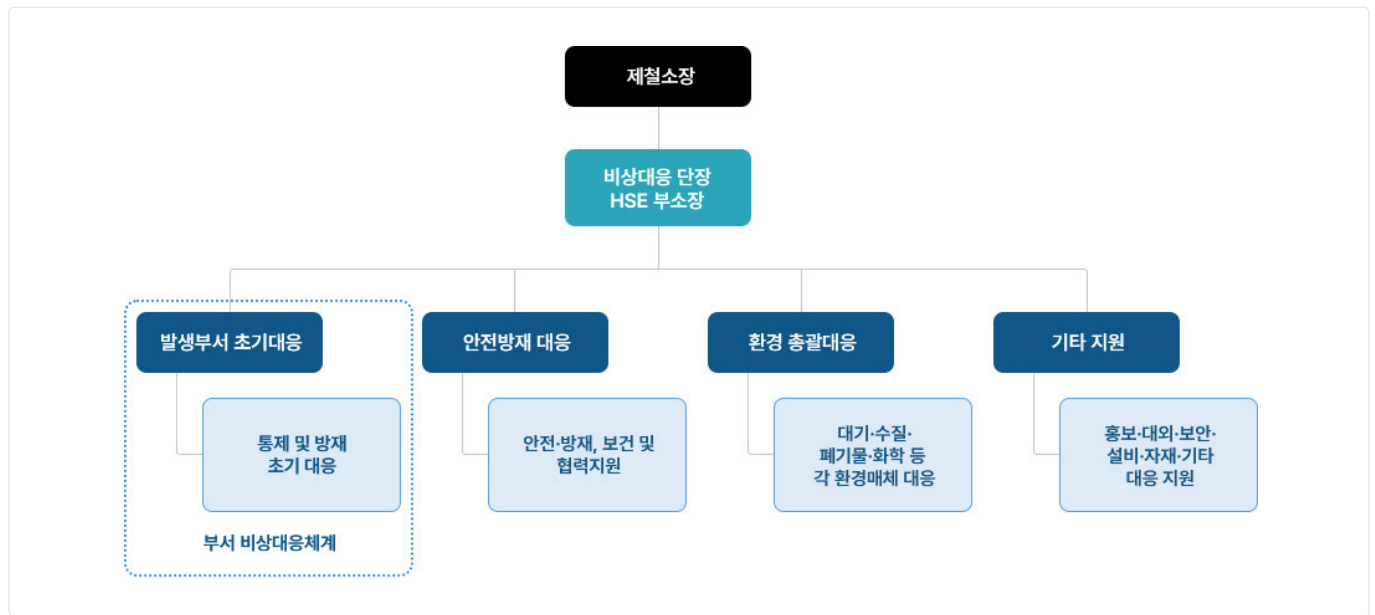 제철소장
비상대응 단장
HSE 부소장
발생부서 초기대응
통제 및 방재
초기 대응
부서 비상대응체계
안전방재 대응
안전·방재, 보건 및
협력지원
환경 총괄대응
대기·수질·
폐기물·화학 등
각 환경매체 대응
기타 지원
홍보·대외·보안·
설비·자재·기타
대응 지원